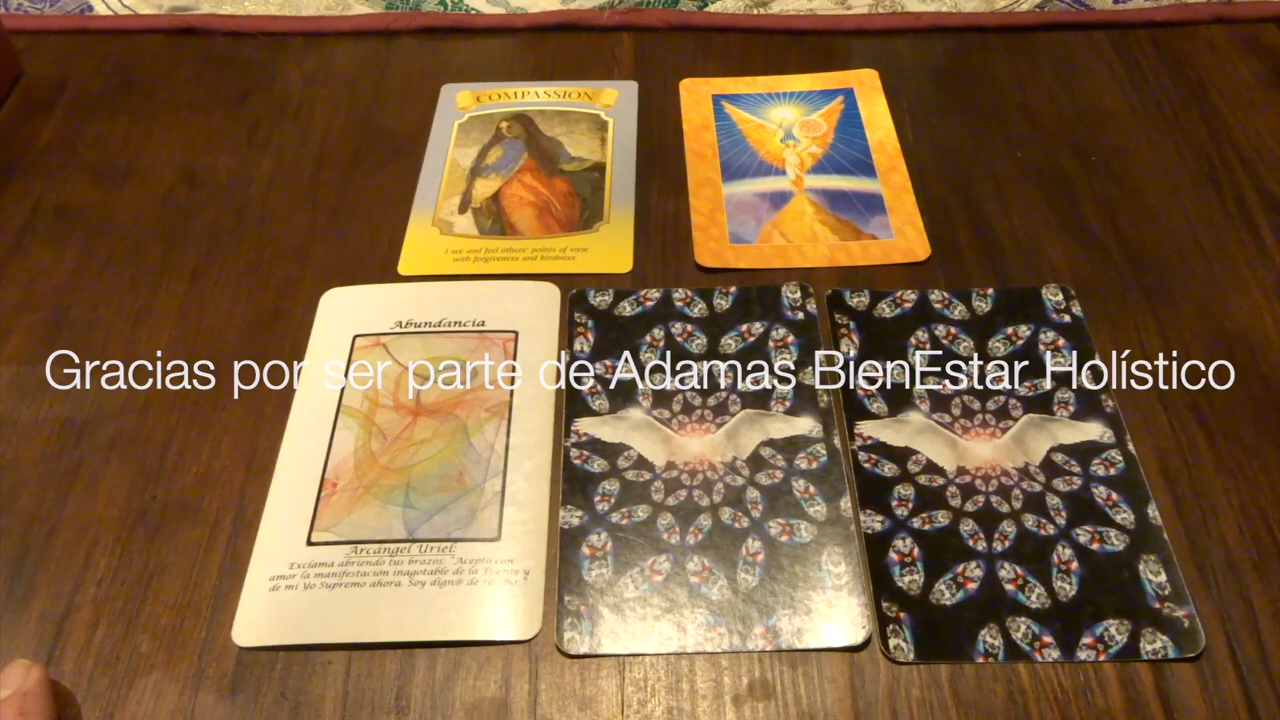 COMPASSION
I see and feel others' points of view
with forgiveness and kindness
Abundancia
Gracias por ser parte de Adamas BienEstar Holístico
Arcángel Uriel:
Exclama abriendo tus brazos: "Acepto con
amor la manifestación inagotable de la Fuente y
de mi Yo Supremo ahora. Soy dign@ de recibir."